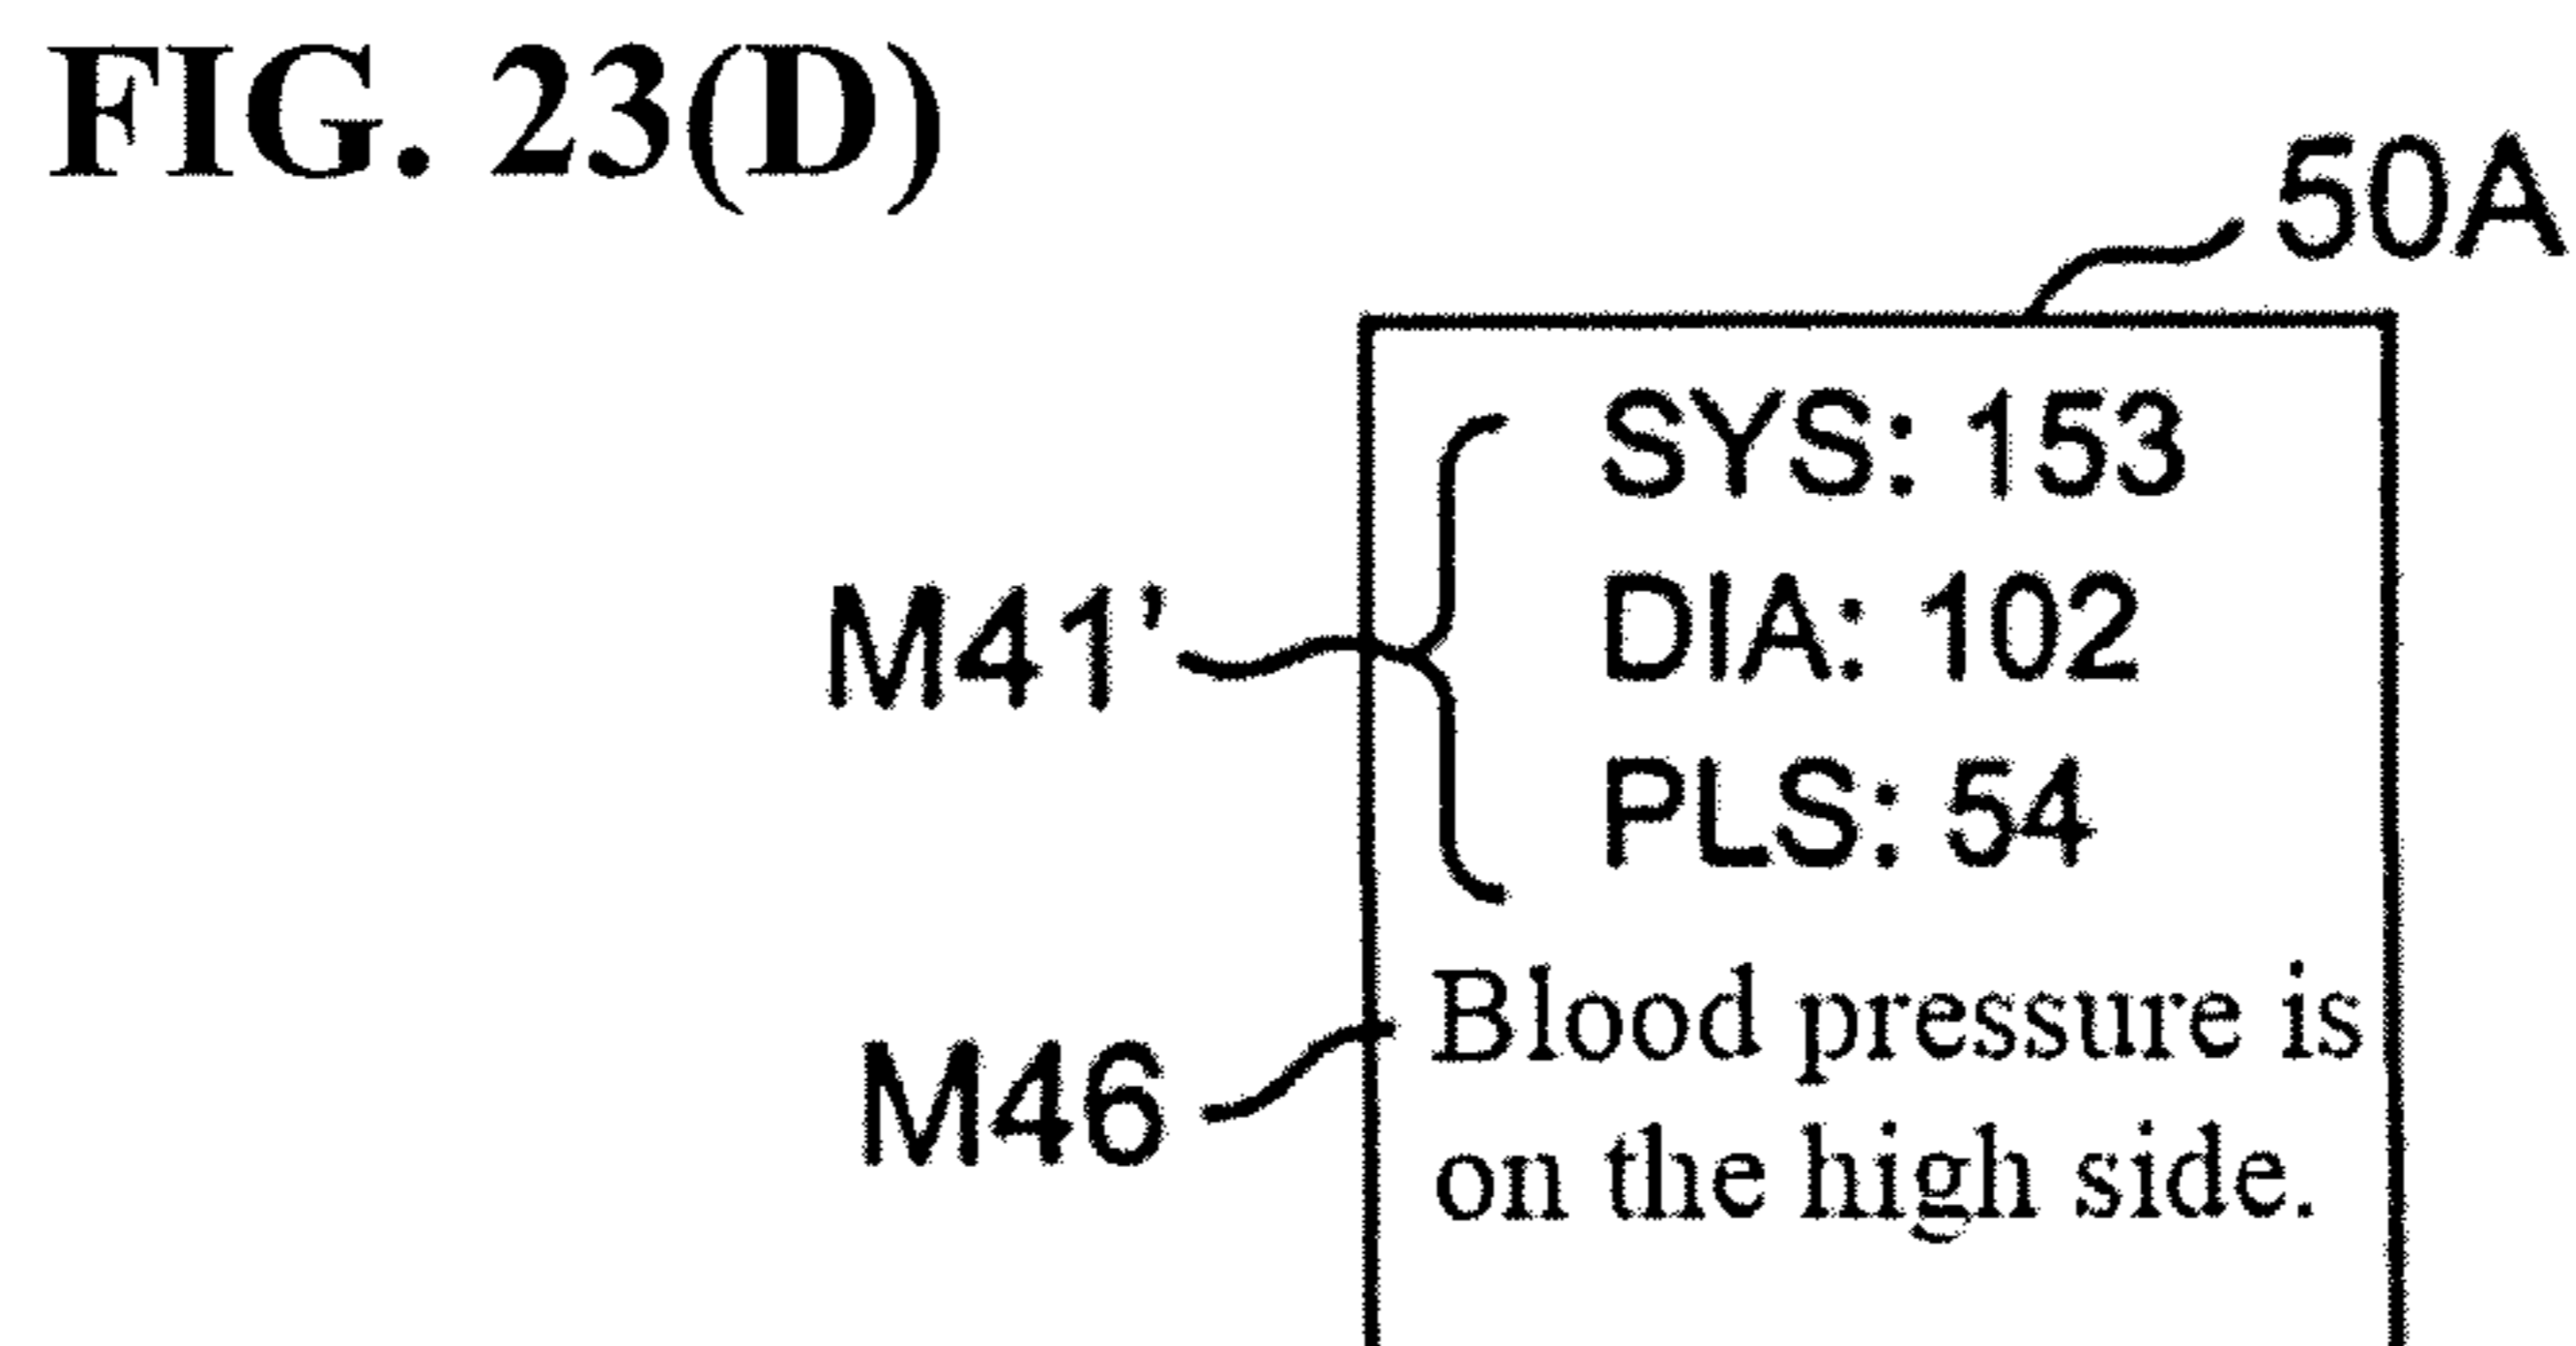 FIG. 23(D)
50A
SYS: 153
DIA: 102
M41’
PLS: 54
Blood pressure is
M46
on the high side.